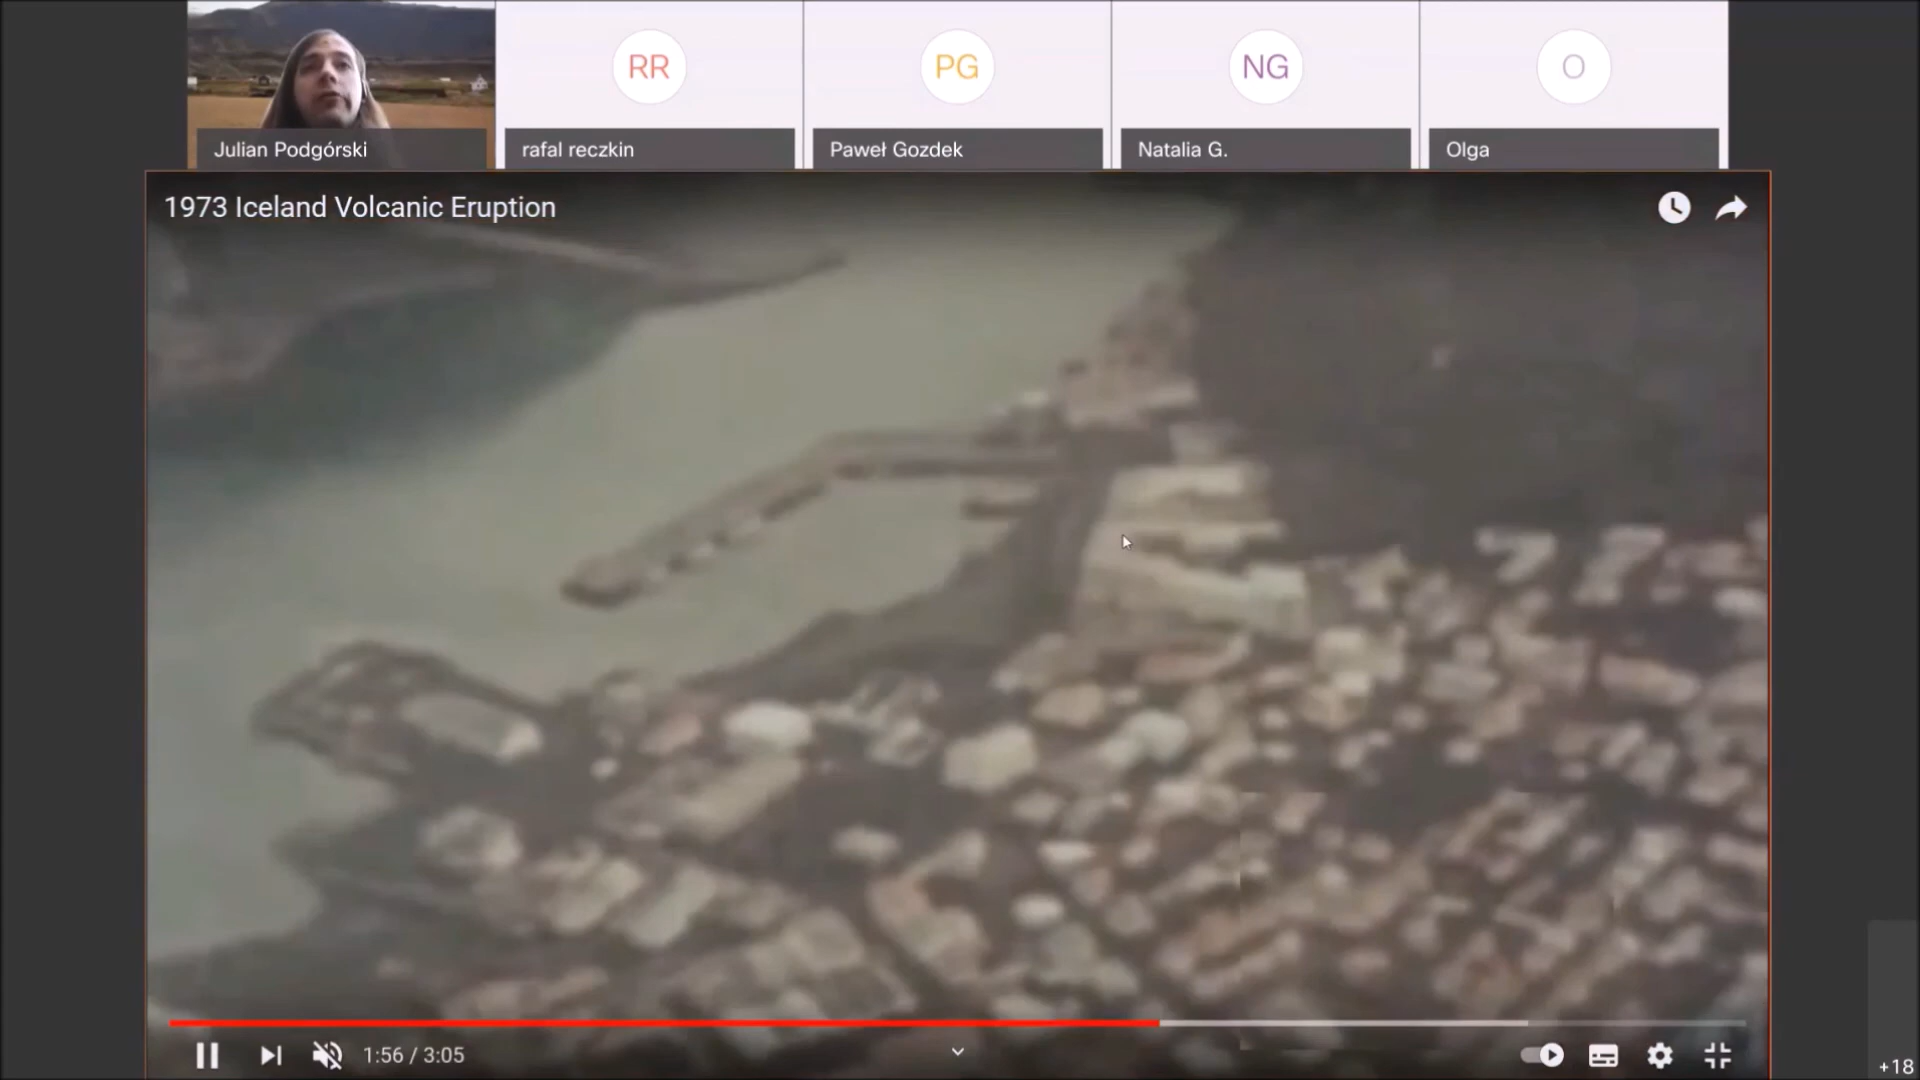 RR
PG
NG
O
Julian Podgórski
rafal reczkin
Paweł Gozdek
Natalia G.
Olga
1973 Iceland Volcanic Eruption
1:56 / 3:05
+18